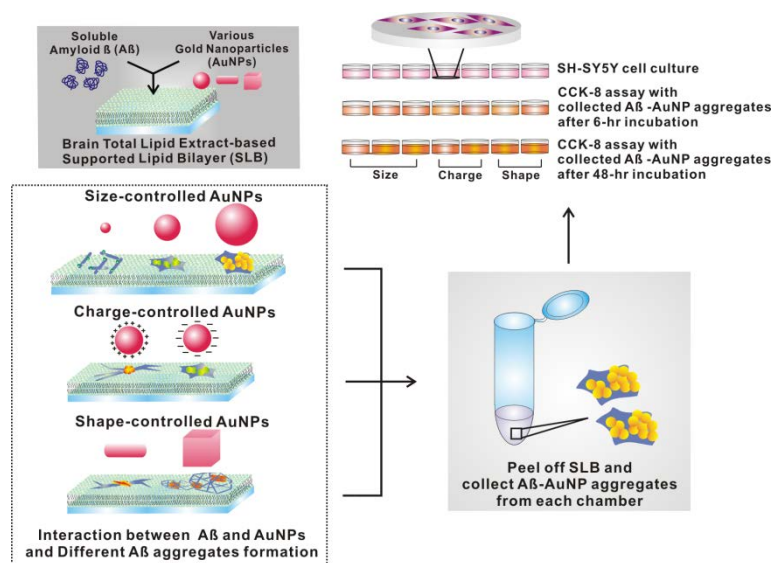 Soluble
Amyloid ß (Aß)
Various
Gold Nanoparticles
(AuNPs)
Brain Total Lipid Extract-based
Supported Lipid Bilayer (SLB)
SH-SY5Y cell culture
CCK-8 assay with
collected Aß -AuNP aggregates
after 6-hr incubation
CCK-8 assay with
collected Aß -AuNP aggregates
after 48-hr incubation
Size
Charge
Shape
Size-controlled AuNPs
Charge-controlled AuNPs
Shape-controlled AuNPs
Interaction between Aß and AuNPs
and Different Aß aggregates formation
Peel off SLB and
collect Aß-AuNP aggregates
from each chamber